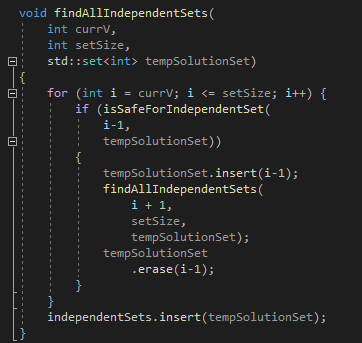 void findAllIndependentSets(
    int currV,
    int setSize,
    std::set<int> tempSolutionSet)
{
    for (int i = currV; i <= setSize; i++) {
        if (isSafeForIndependentSet(
            i-1,
            tempSolutionSet))
        {
            tempSolutionSet.insert(i-1);
            findAllIndependentSets(
                i + 1,
                setSize,
                tempSolutionSet);
            tempSolutionSet
                .erase(i-1);
        }
    }
    independentSets.insert(tempSolutionSet);
}